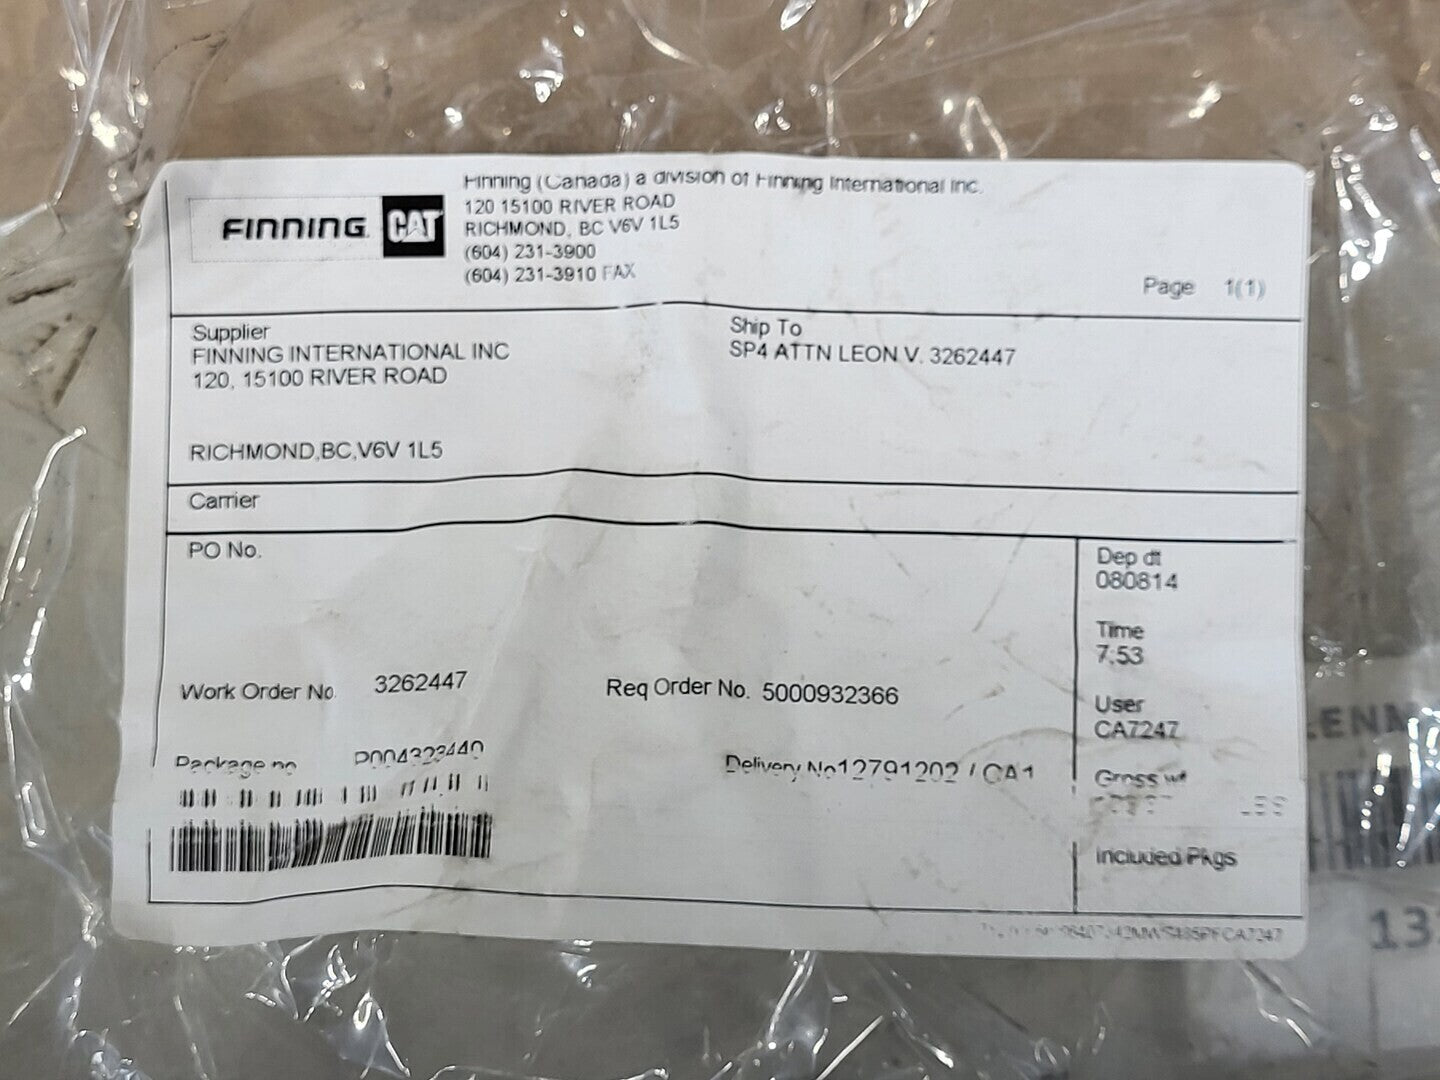 FINNING CAT
Finning (Canada) a division of Finning International Inc.
120 15100 RIVER ROAD
RICHMOND, BC V6V 1L5
(604) 231-3900
(604) 231-3910 FAX
Page 1(1)
Supplier
FINNING INTERNATIONAL INC
120, 15100 RIVER ROAD
RICHMOND,BC,V6V 1L5
Ship To
SP4 ATTN LEON V. 3262447
Carrier
PO No.
Work Order No. 3262447
Req Order No. 5000932366
Package no P004323440
Delivery No12791202 / CA1
Dep dt
080814
Time
7.53
User
CA7247
Gross wt
Included Pkgs